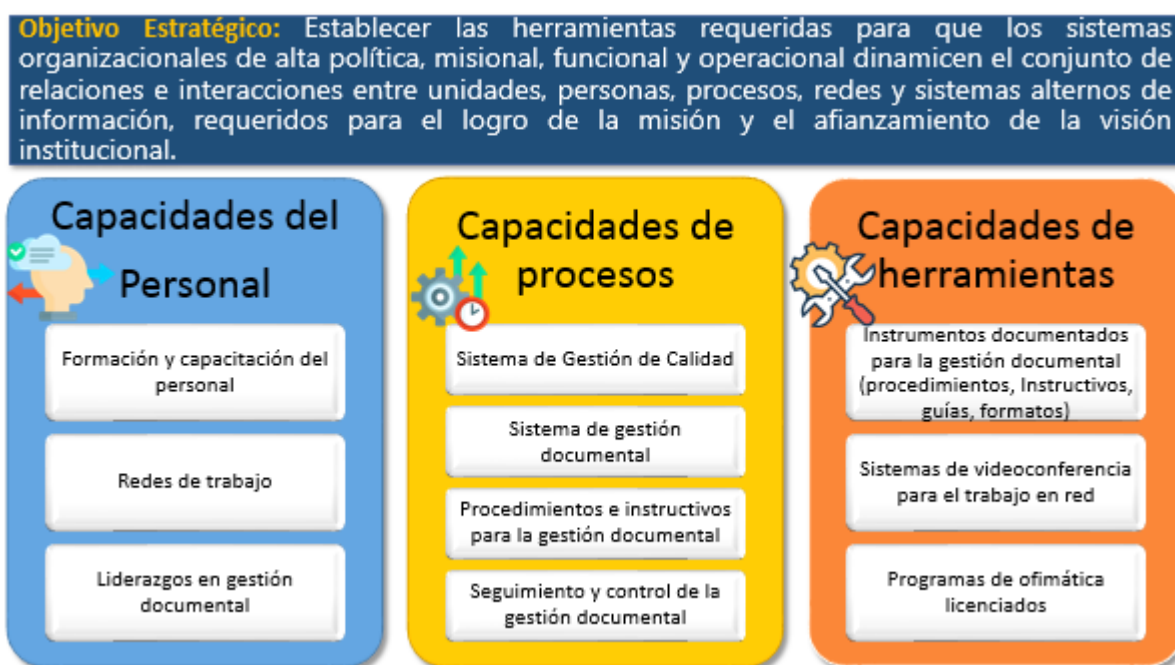 Objetivo Estratégico: Establecer las herramientas requeridas para que los sistemas
organizacionales de alta política, misional, funcional y operacional dinamicen el conjunto de
relaciones e interacciones entre unidades, personas, procesos, redes y sistemas alternos de
información, requeridos para el logro de la misión y el afianzamiento de la visión
institucional.
Capacidades del
Personal
Formación y capacitación del
personal
Redes de trabajo
Liderazgos en gestión
documental
Capacidades de
procesos
Sistema de Gestión de Calidad
Sistema de gestión
documental
Procedimientos e instructivos
para la gestión documental
Seguimiento y control de la
gestión documental
Capacidades de
herramientas
Instrumentos documentados
para la gestión documental
(procedimientos, Instructivos,
guías, formatos)
Sistemas de videoconferencia
para el trabajo en red
Programas de ofimática
licenciados